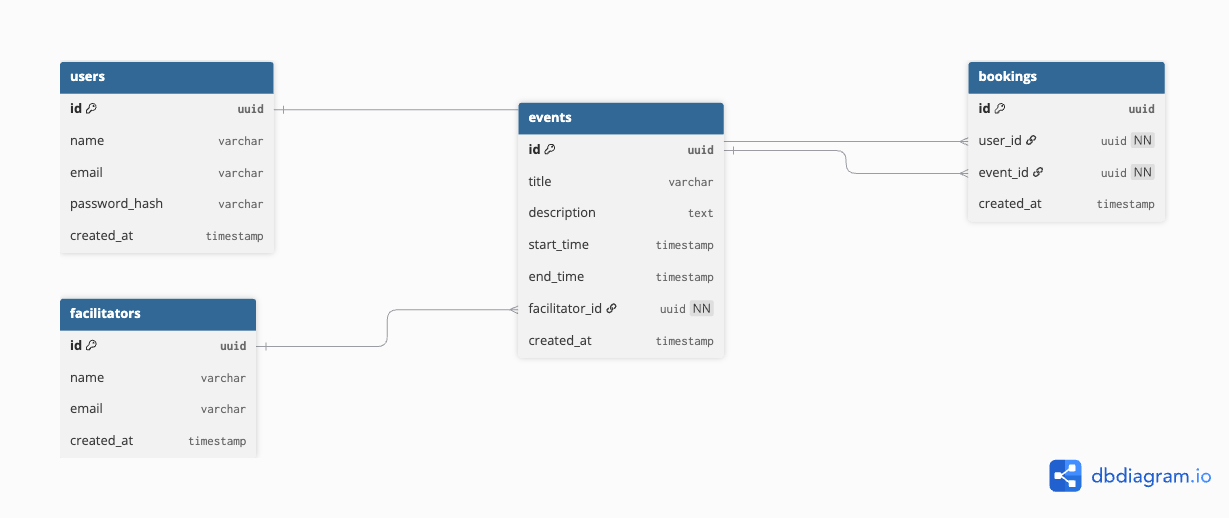 users
id uuid
name varchar
email varchar
password_hash varchar
created_at timestamp
facilitators
id uuid
name varchar
email varchar
created_at timestamp
events
id uuid
title varchar
description text
start_time timestamp
end_time timestamp
facilitator_id uuid NN
created_at timestamp
bookings
id uuid
user_id uuid NN
event_id uuid NN
created_at timestamp
dbdiagram.io